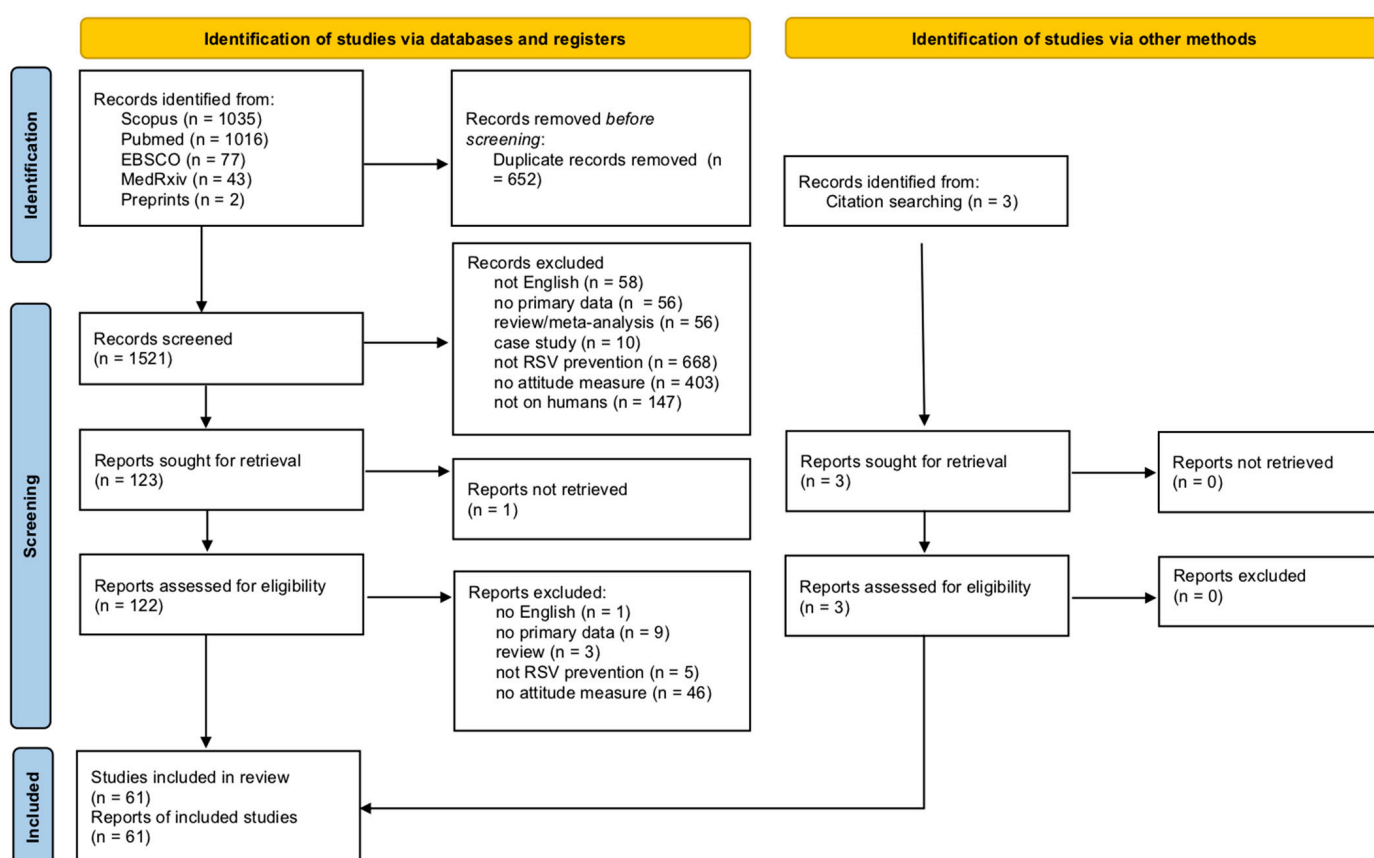 Identification of studies via databases and registers
Identification of studies via other methods
Identification
Records identified from:
Scopus (n = 1035)
Pubmed (n = 1016)
EBSCO (n = 77)
MedRxiv (n = 43)
Preprints (n = 2)
Records removed before
screening:
Duplicate records removed (n
= 652)
Records identified from:
Citation searching (n = 3)
Screening
Records screened
(n = 1521)
Records excluded
not English (n = 58)
no primary data (n = 56)
review/meta-analysis (n = 56)
case study (n = 10)
not RSV prevention (n = 668)
no attitude measure (n = 403)
not on humans (n = 147)
Reports sought for retrieval
(n = 123)
Reports not retrieved
(n = 1)
Reports sought for retrieval
(n = 3)
Reports not retrieved
(n = 0)
Reports assessed for eligibility
(n = 122)
Reports excluded:
no English (n = 1)
no primary data (n = 9)
review (n = 3)
not RSV prevention (n = 5)
no attitude measure (n = 46)
Reports assessed for eligibility
(n = 3)
Reports excluded
(n = 0)
Included
Studies included in review
(n = 61)
Reports of included studies
(n = 61)